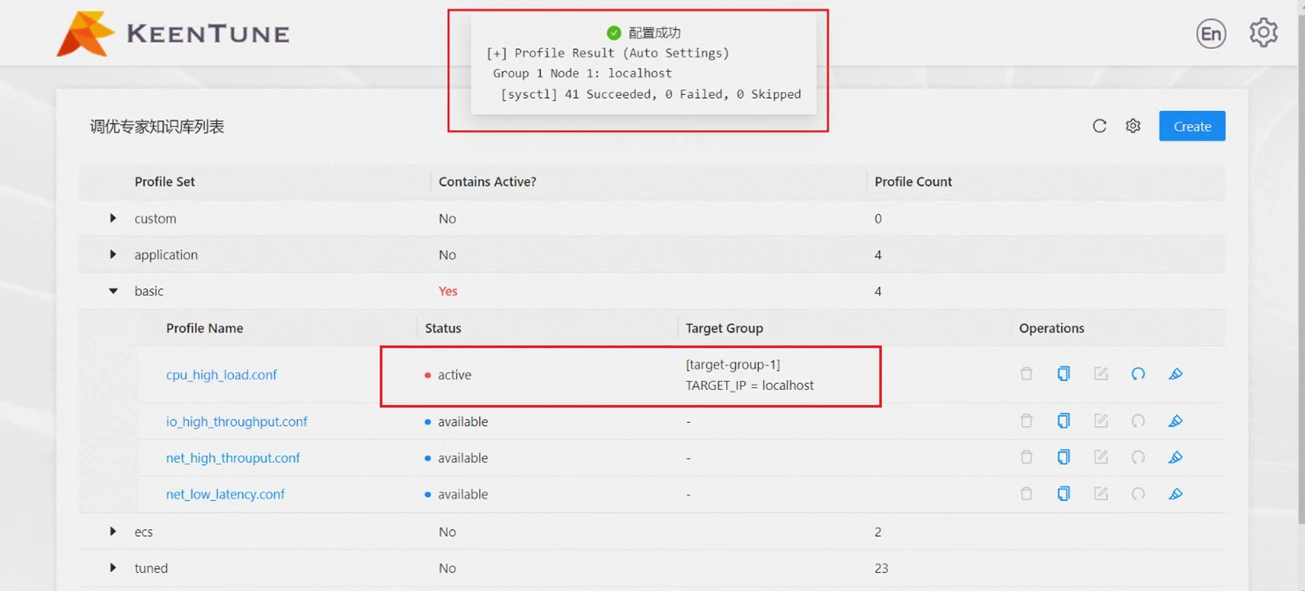 KEENTUNE
配置成功
[+] Profile Result (Auto Settings)
Group 1 Node 1: localhost
[sysctl] 41 Succeeded, 0 Failed, 0 Skipped
En
调优专家知识库列表
Create
Profile Set Contains Active? Profile Count
custom No 0
application No 4
basic Yes 4
Profile Name Status Target Group Operations
cpu_high_load.conf active [target-group-1]
TARGET_IP = localhost
io_high_throughput.conf available -
net_high_throuput.conf available -
net_low_latency.conf available -
ecs No 2
tuned No 23